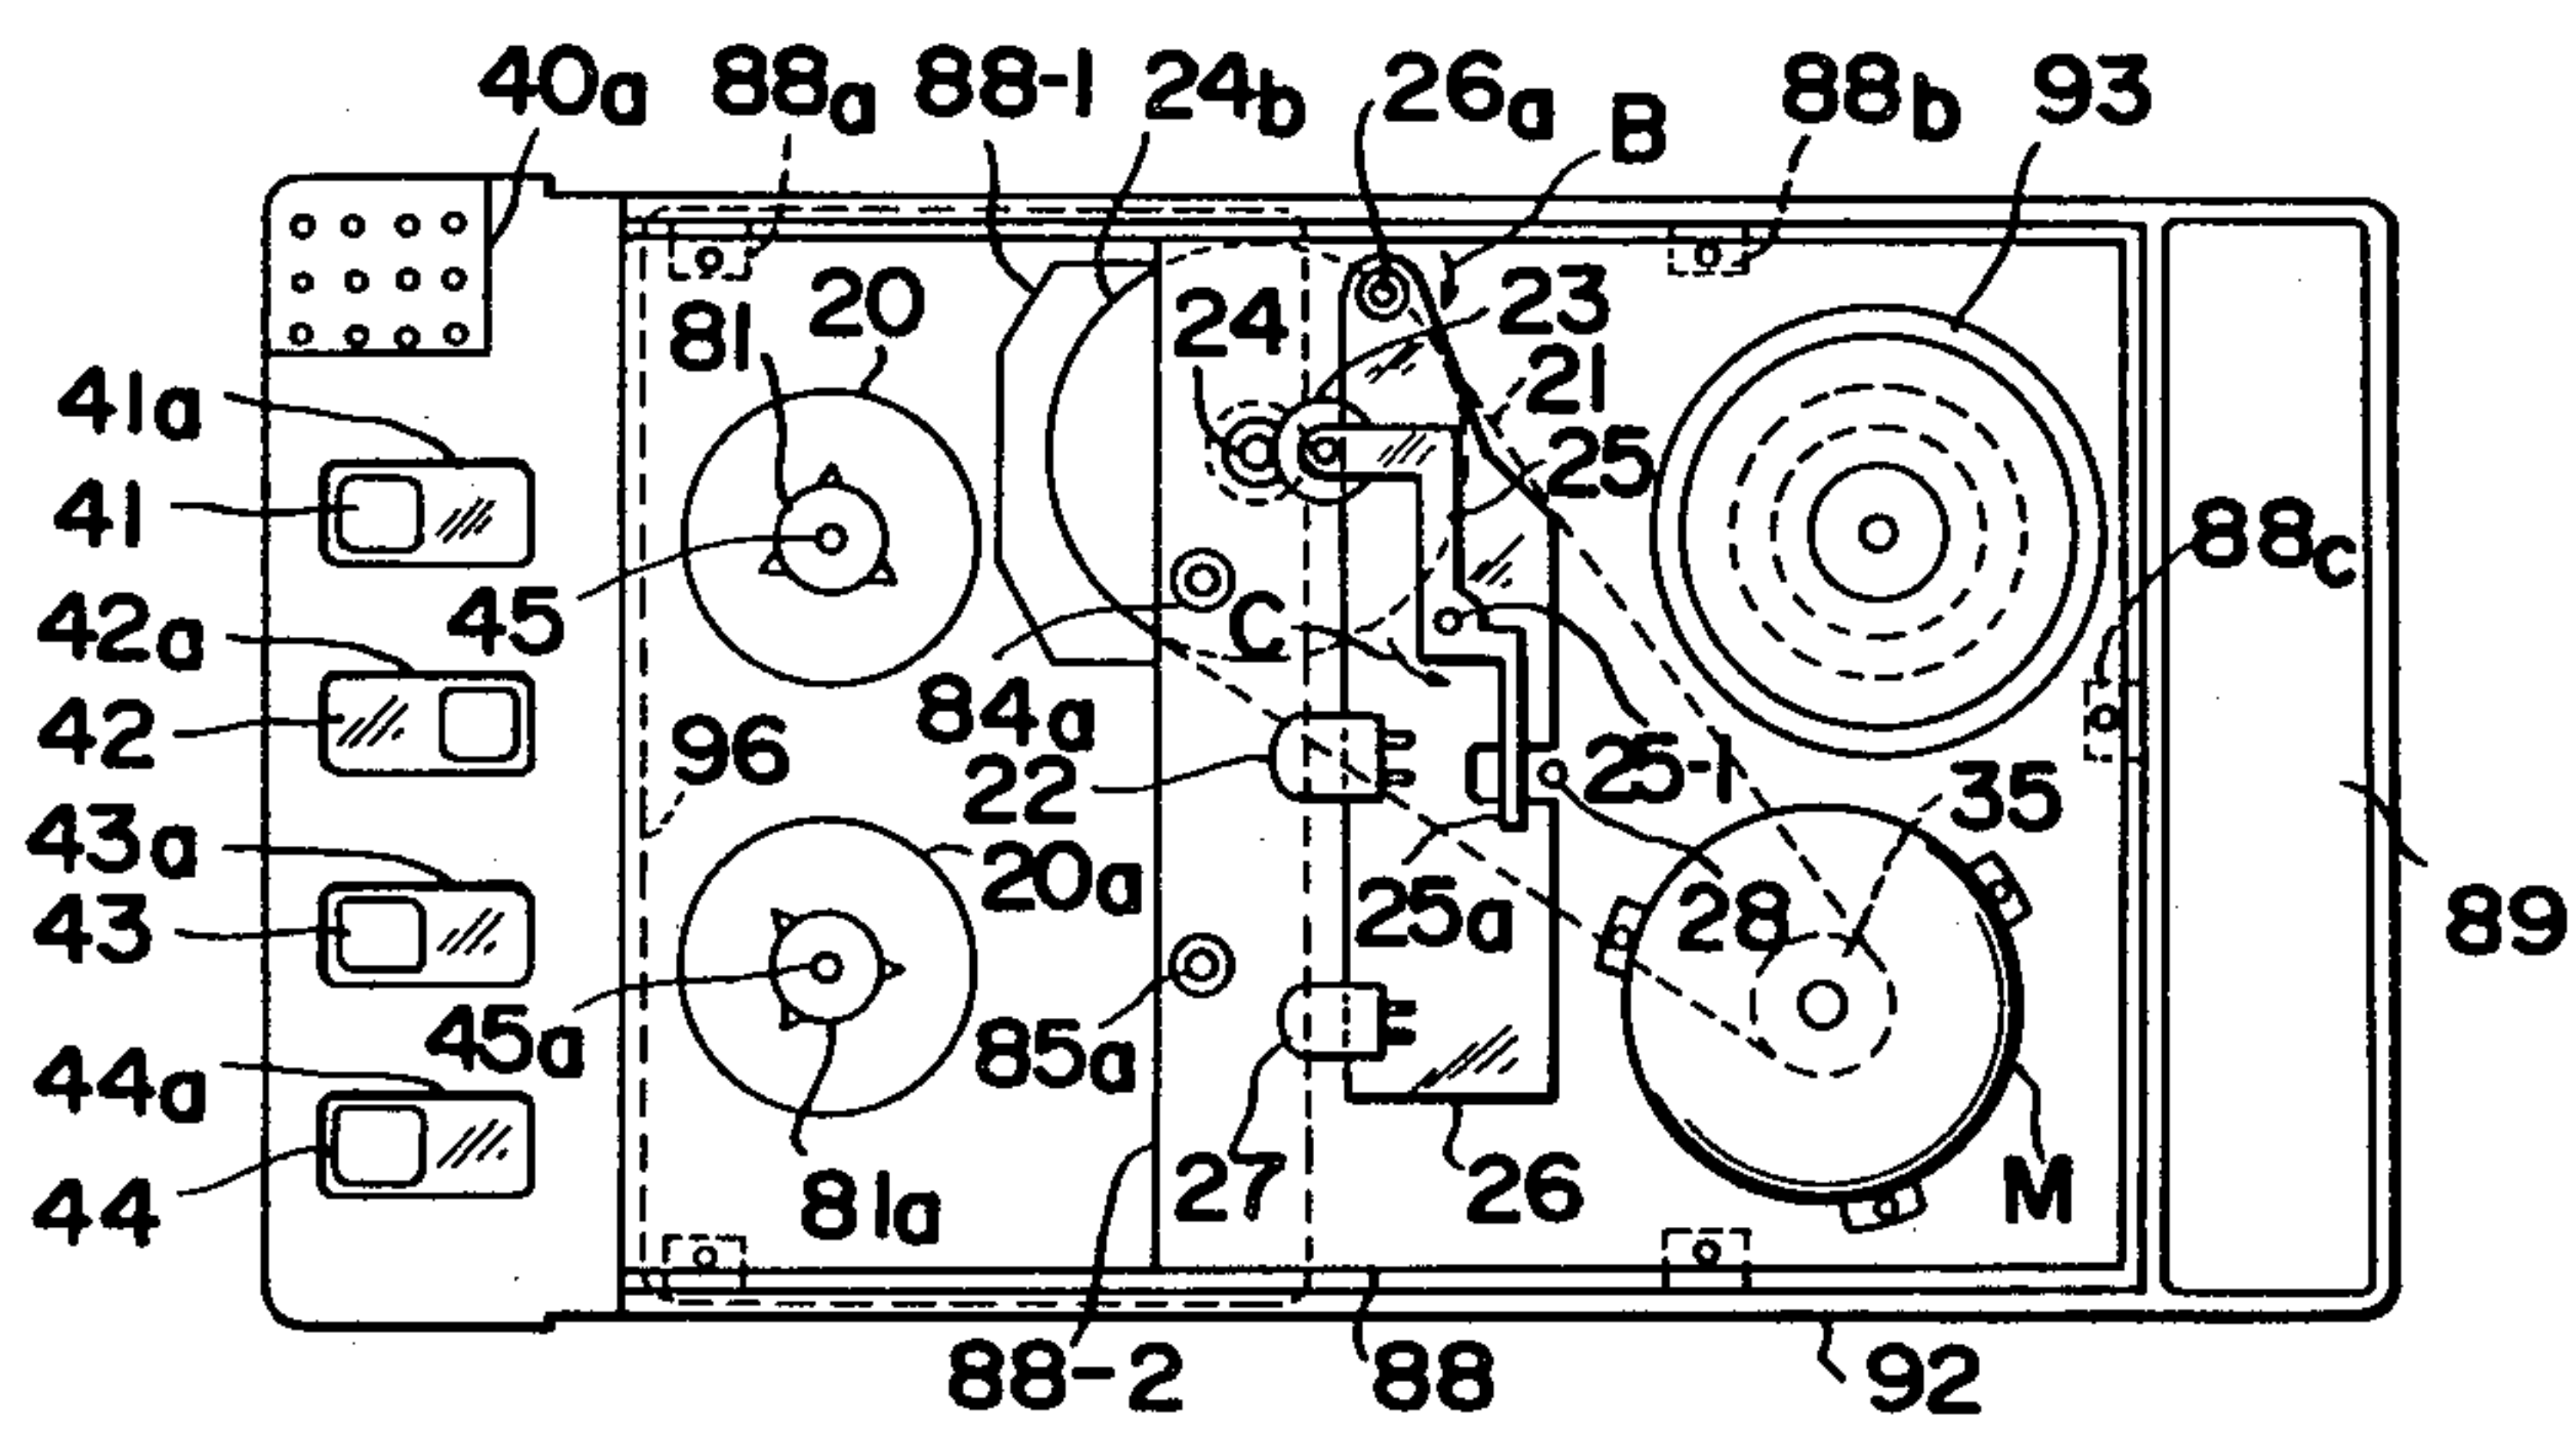 40a 88a 88-1 24b 26a B 88b 93
81 20 24 23
21
41a 25
41 88c
45 C
42a
42 84a
96 22 25-1 35
43a
43 20a 25a 28 89
45a 85a
44a
44 81a 27 26 M
88-2 88 92